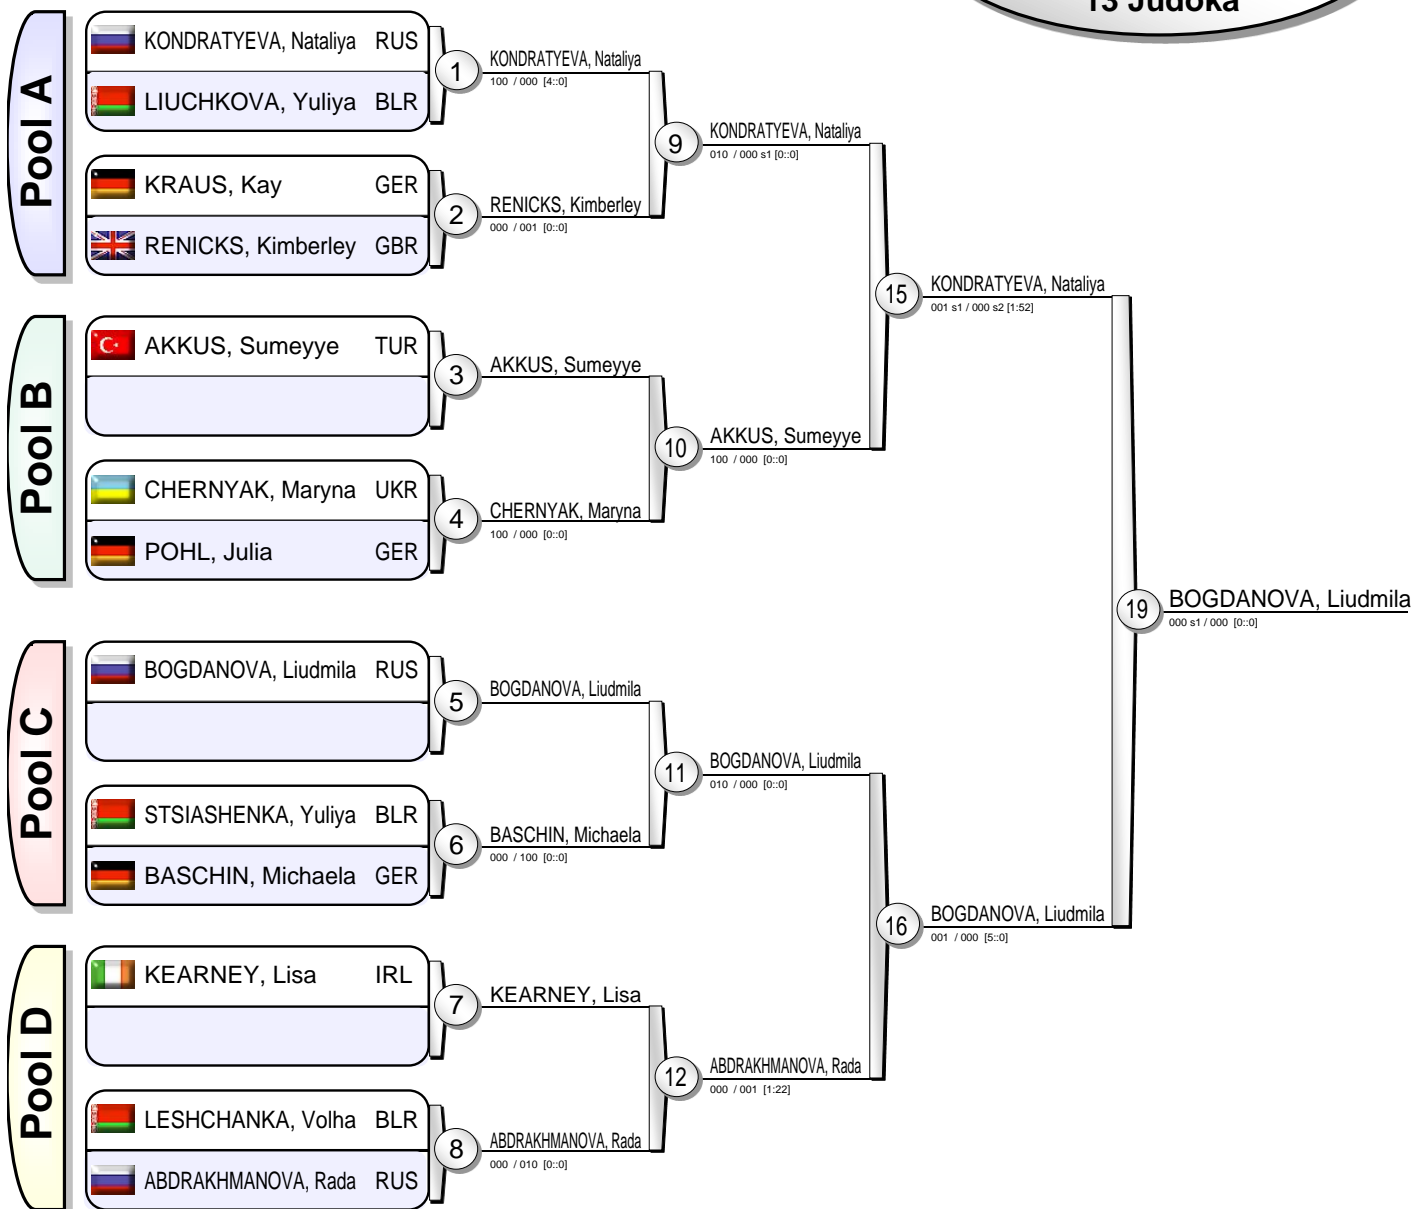 13 Judoka
Pool A
KONDRATYEVA, Nataliya RUS
LIUCHKOVA, Yuliya BLR
1
KONDRATYEVA, Nataliya
100 / 000 [4::0]
KRAUS, Kay GER
RENICKS, Kimberley GBR
2
RENICKS, Kimberley
000 / 001 [0::0]
9
KONDRATYEVA, Nataliya
010 / 000 s1 [0::0]
Pool B
AKKUS, Sumeyye TUR
3
AKKUS, Sumeyye
CHERNYAK, Maryna UKR
POHL, Julia GER
4
CHERNYAK, Maryna
100 / 000 [0::0]
10
AKKUS, Sumeyye
100 / 000 [0::0]
15
KONDRATYEVA, Nataliya
001 s1 / 000 s2 [1:52]
Pool C
BOGDANOVA, Liudmila RUS
5
BOGDANOVA, Liudmila
STSIASHENKA, Yuliya BLR
BASCHIN, Michaela GER
6
BASCHIN, Michaela
000 / 100 [0::0]
11
BOGDANOVA, Liudmila
010 / 000 [0::0]
Pool D
KEARNEY, Lisa IRL
7
KEARNEY, Lisa
LESHCHANKA, Volha BLR
ABDRAKHMANOVA, Rada RUS
8
ABDRAKHMANOVA, Rada
000 / 010 [0::0]
12
ABDRAKHMANOVA, Rada
000 / 001 [1:22]
16
BOGDANOVA, Liudmila
001 / 000 [5::0]
19
BOGDANOVA, Liudmila
000 s1 / 000 [0::0]